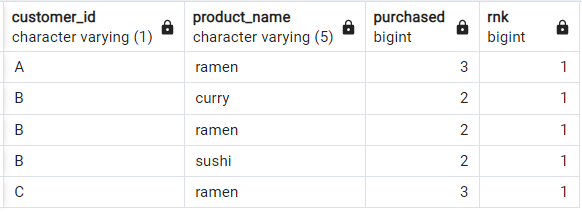 customer_id product_name purchased rnk
character varying (1) character varying (5) bigint bigint
A ramen 3 1
B curry 2 1
B ramen 2 1
B sushi 2 1
C ramen 3 1